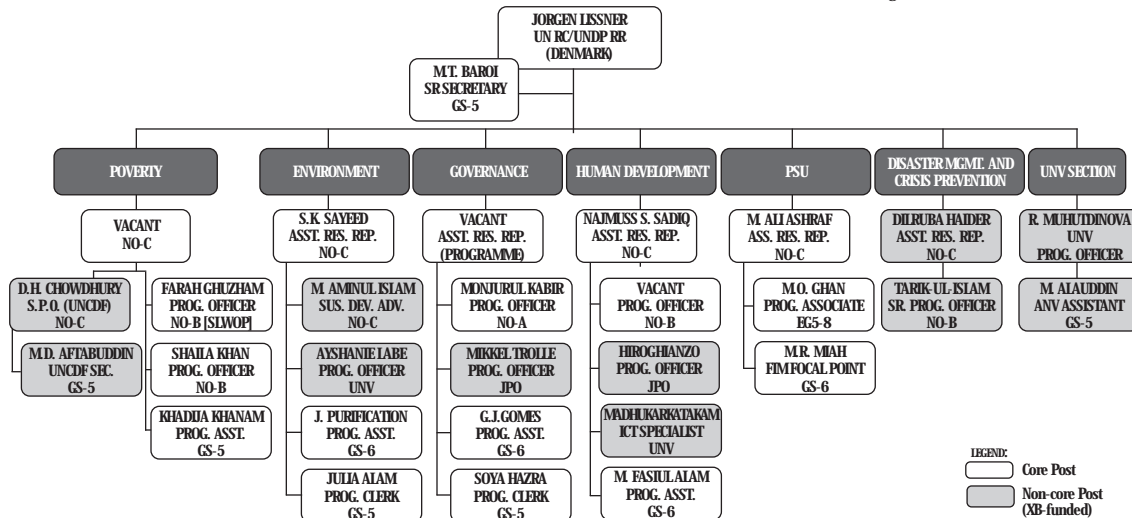 JORGEN LISSNER
UN RC/UNDP RR
(DENMARK)
M.T. BAROI
SR SECRETARY
GS-5
POVERTY
VACANT
NO-C
D.H. CHOWDHURY
S.P.O. (UNCDF)
NO-C
M.D. AFTABUDDIN
UNCDF SEC.
GS-5
FARAH GHUZHAM
PROG. OFFICER
NO-B [SLWOP]
SHAILA KHAN
PROG. OFFICER
NO-B
KHADIJA KHANAM
PROG. ASST.
GS-5
ENVIRONMENT
S.K. SAYEED
ASST. RES. REP.
NO-C
M. AMINUL ISLAM
SUS. DEV. ADV.
NO-C
AYSHANIE LABE
PROG. OFFICER
UNV
J. PURIFICATION
PROG. ASST.
GS-6
JULIA ALAM
PROG. CLERK
GS-5
GOVERNANCE
VACANT
ASST. RES. REP.
(PROGRAMME)
MONJURUL KABIR
PROG. OFFICER
NO-A
MIKKEL TROLLE
PROG. OFFICER
JPO
G.J.GOMES
PROG. ASST.
GS-6
SOYA HAZRA
PROG. CLERK
GS-5
HUMAN DEVELOPMENT
NAJMUSS S. SADIQ
ASST. RES. REP.
NO-C
VACANT
PROG. OFFICER
NO-B
HIROGHIANZO
PROG. OFFICER
JPO
MADHUKARKATAKAM
ICT SPECIALIST
UNV
M. FASIUL ALAM
PROG. ASST.
GS-6
PSU
M. ALI ASHRAF
ASS. RES. REP.
NO-C
M.O. GHAN
PROG. ASSOCIATE
EG5-8
M.R. MIAH
FIM FOCAL POINT
GS-6
DISASTER MGMT. AND
CRISIS PREVENTION
DILRUBA HAIDER
ASST. RES. REP.
NO-C
TARIK-UL-ISLAM
SR. PROG. OFFICER
NO-B
UNV SECTION
R. MUHUTDINOVA
UNV
PROG. OFFICER
M. ALAUDDIN
ANV ASSISTANT
GS-5
LEGEND:
Core Post
Non-core Post
(XB-funded)